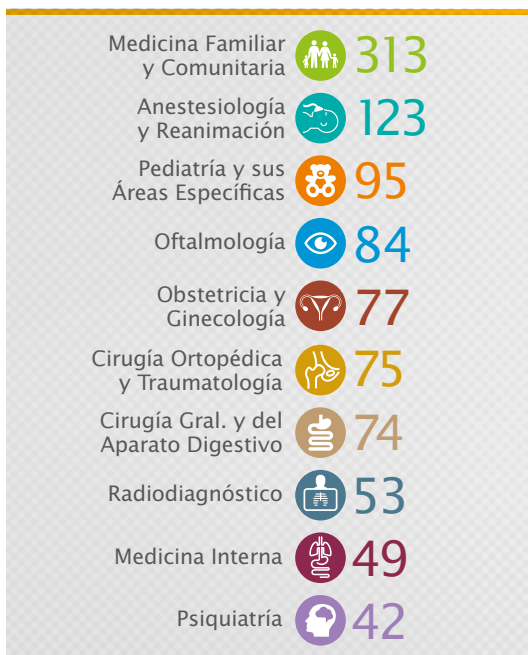 Medicina Familiar
y Comunitaria
313
Anestesiología
y Reanimación
123
Pediatría y sus
Áreas Específicas
95
Oftalmología
84
Obstetricia y
Ginecología
77
Cirugía Ortopédica
y Traumatología
75
Cirugía Gral. y del
Aparato Digestivo
74
Radiodiagnóstico
53
Medicina Interna
49
Psiquiatría
42